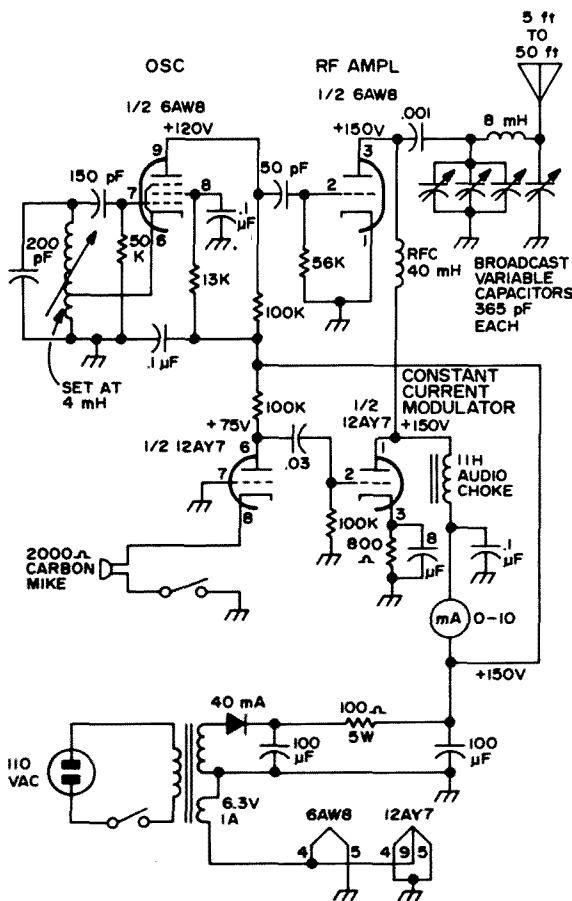 5 ft
TO
50 ft
OSC
RF AMPL
1/2 6AW8
1/2 6AW8
+120V
+150V
.001
8 mH
9
3
150 pF
50 pF
7
8
2
6
1
.1
μF
200
pF
50
K
13K
56K
RFC
40 mH
BROADCAST
VARIABLE
CAPACITORS
365 pF
EACH
100K
.1 μF
SET AT
4 mH
CONSTANT
CURRENT
MODULATOR
100K
+75V
1/2 12AY7
6
7
8
.03
1/2
12AY7
+150V
1
2
3
11H
AUDIO
CHOKE
100K
800
Ω
8
μF
.1
μF
2000Ω
CARBON
MIKE
mA
0-10
+150V
40 mA
100Ω
5W
110
VAC
100
μF
100
μF
6.3V
1A
6AW8
12AY7
4
5
4
9
5